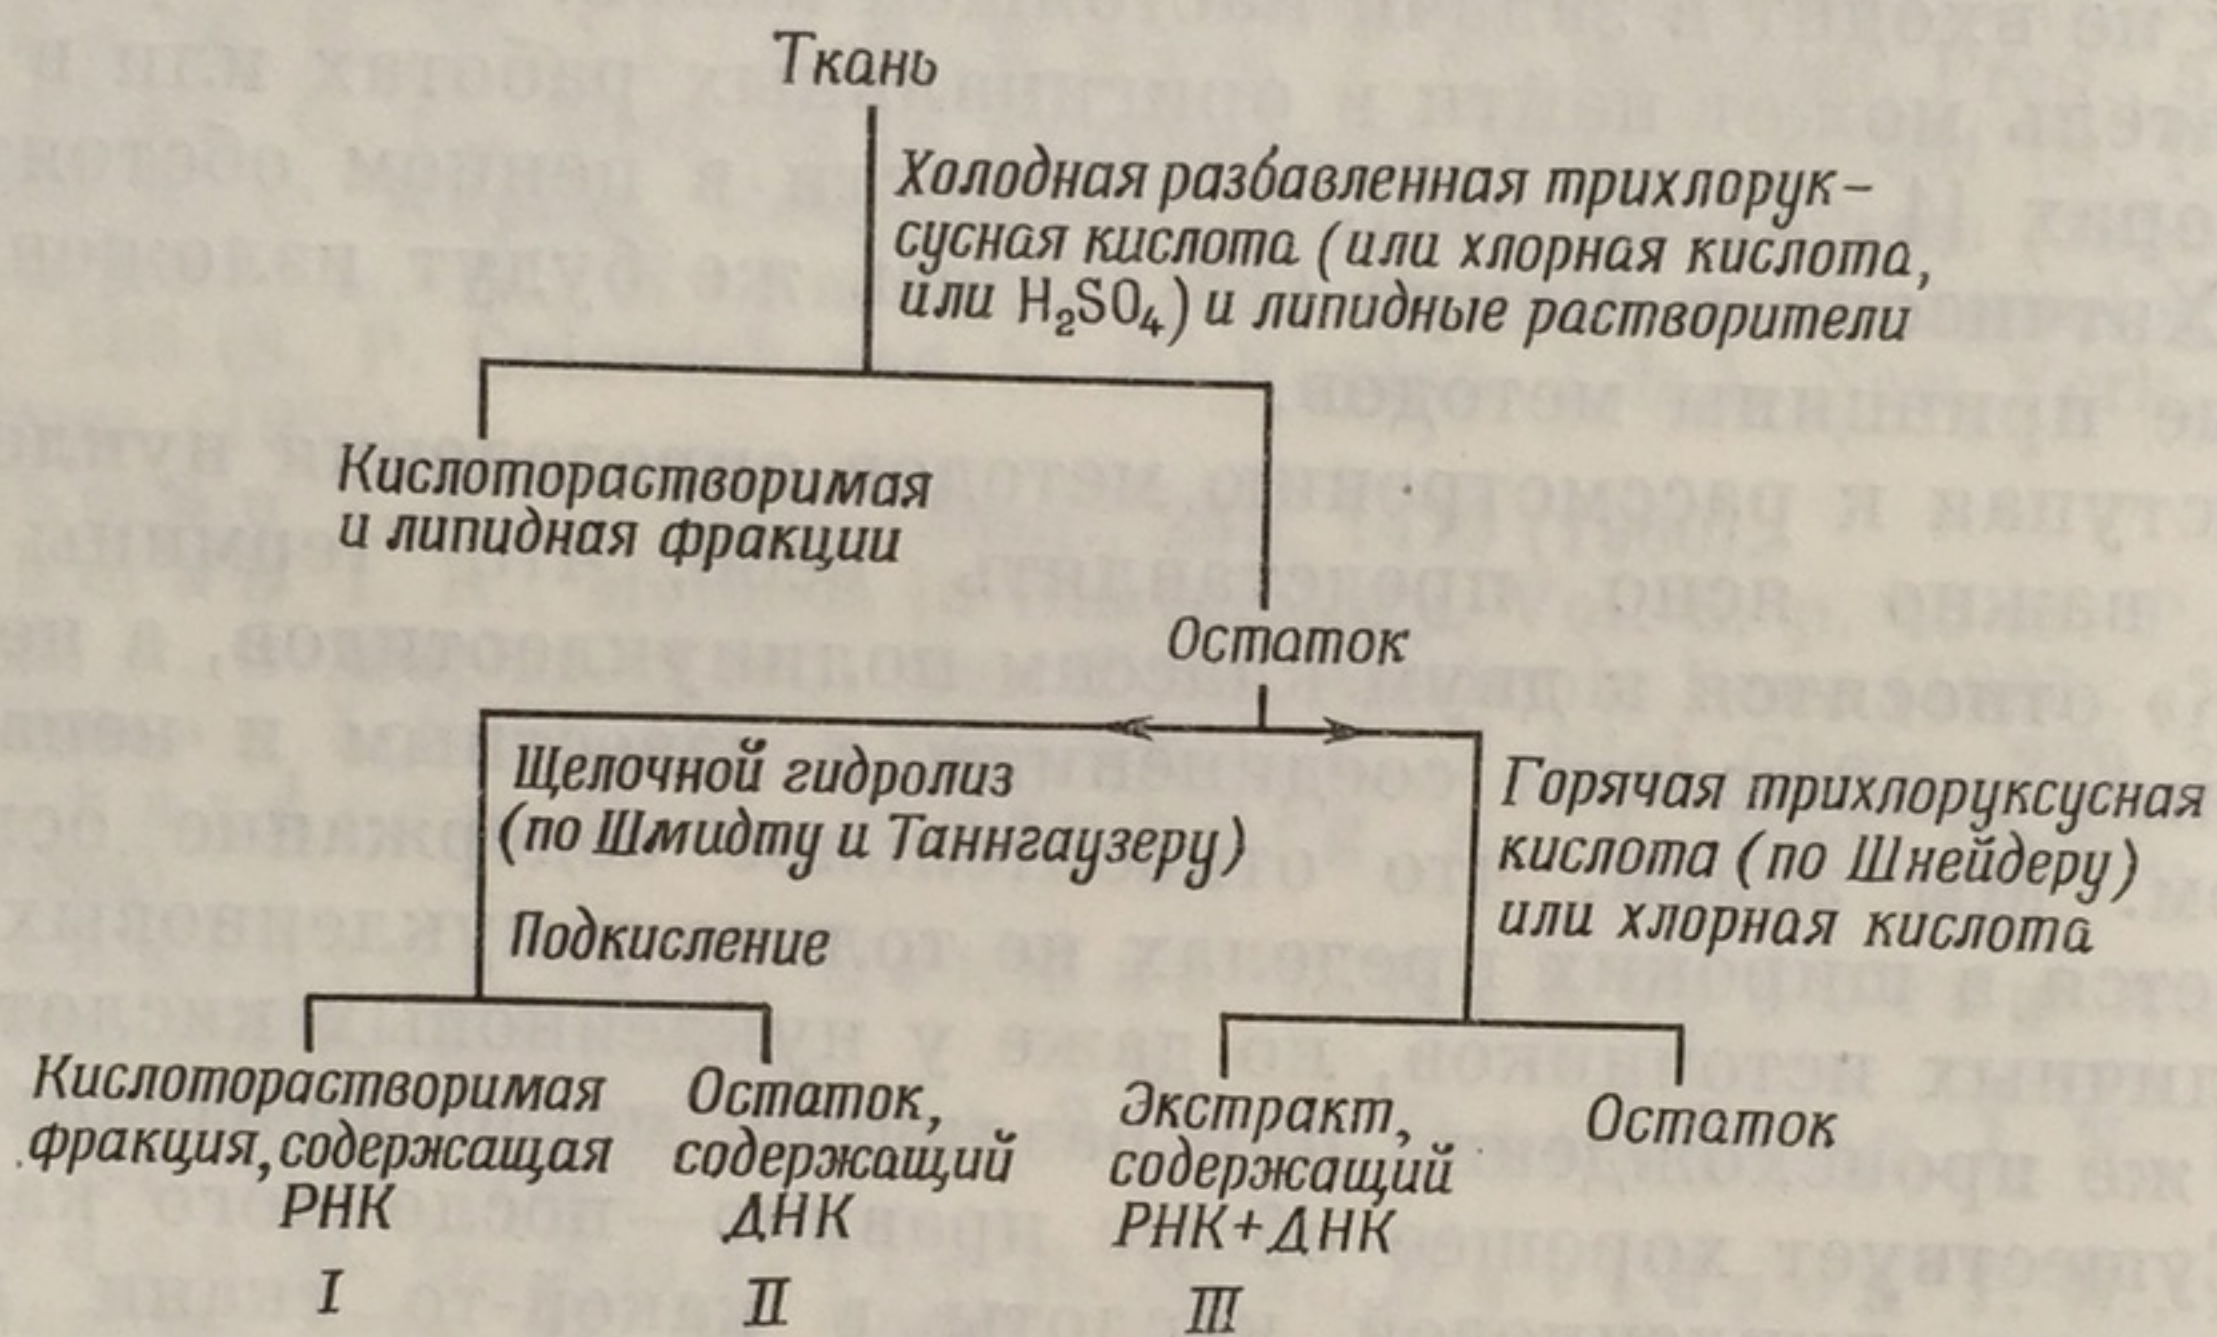 Ткань
Холодная разбавленная трихлорук-
сусная кислота (или хлорная кислота,
или H₂SO₄) и липидные растворители
Кислоторастворимая
и липидная фракции
Остаток
Щелочной гидролиз
(по Шмидту и Таннгаузеру)
Подкисление
Горячая трихлоруксусная
кислота (по Шнейдеру)
или хлорная кислота
Кислоторастворимая
фракция, содержащая
РНК
I
Остаток,
содержащий
ДНК
II
Экстракт,
содержащий
РНК+ДНК
III
Остаток